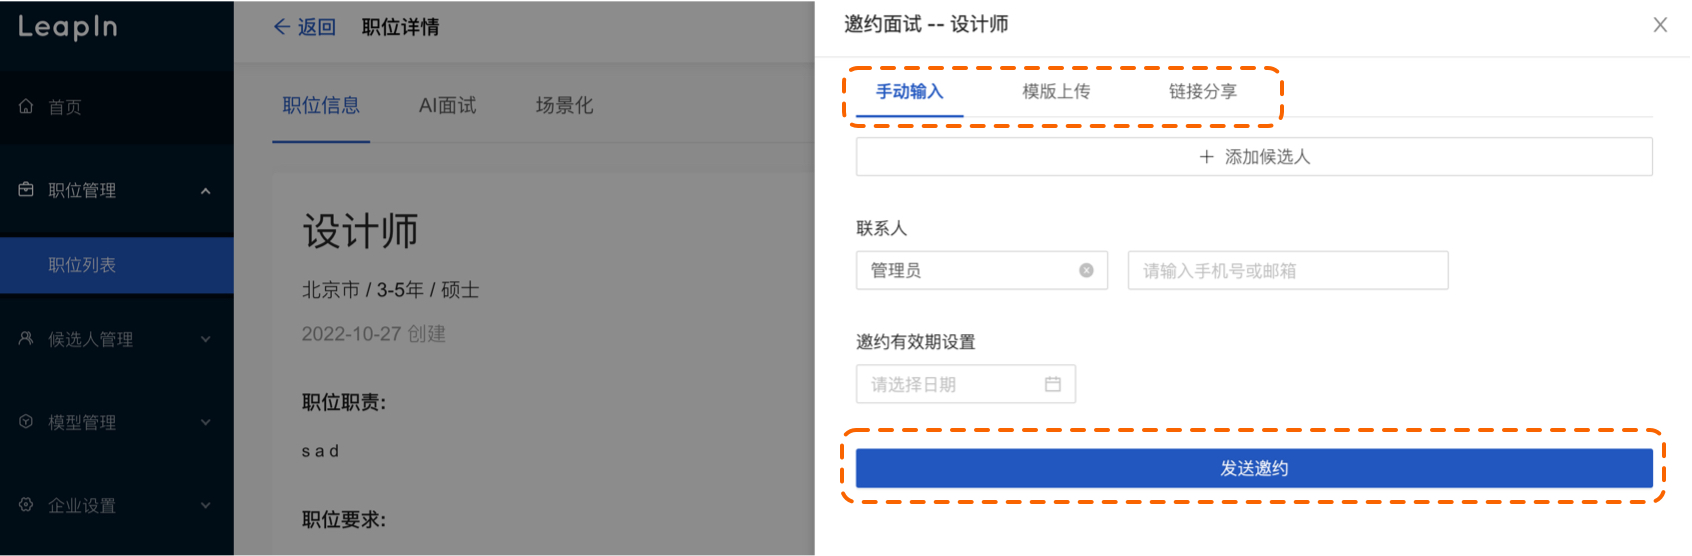 LeapIn
首页
职位管理
职位列表
候选人管理
模型管理
企业设置
← 返回 职位详情
职位信息 AI面试 场景化
设计师
北京市 / 3-5年 / 硕士
2022-10-27 创建
职位职责:
sad
职位要求:
邀约面试 -- 设计师
手动输入 模版上传 链接分享
+ 添加候选人
联系人
管理员 请输入手机号或邮箱
邀约有效期设置
请选择日期
发送邀约